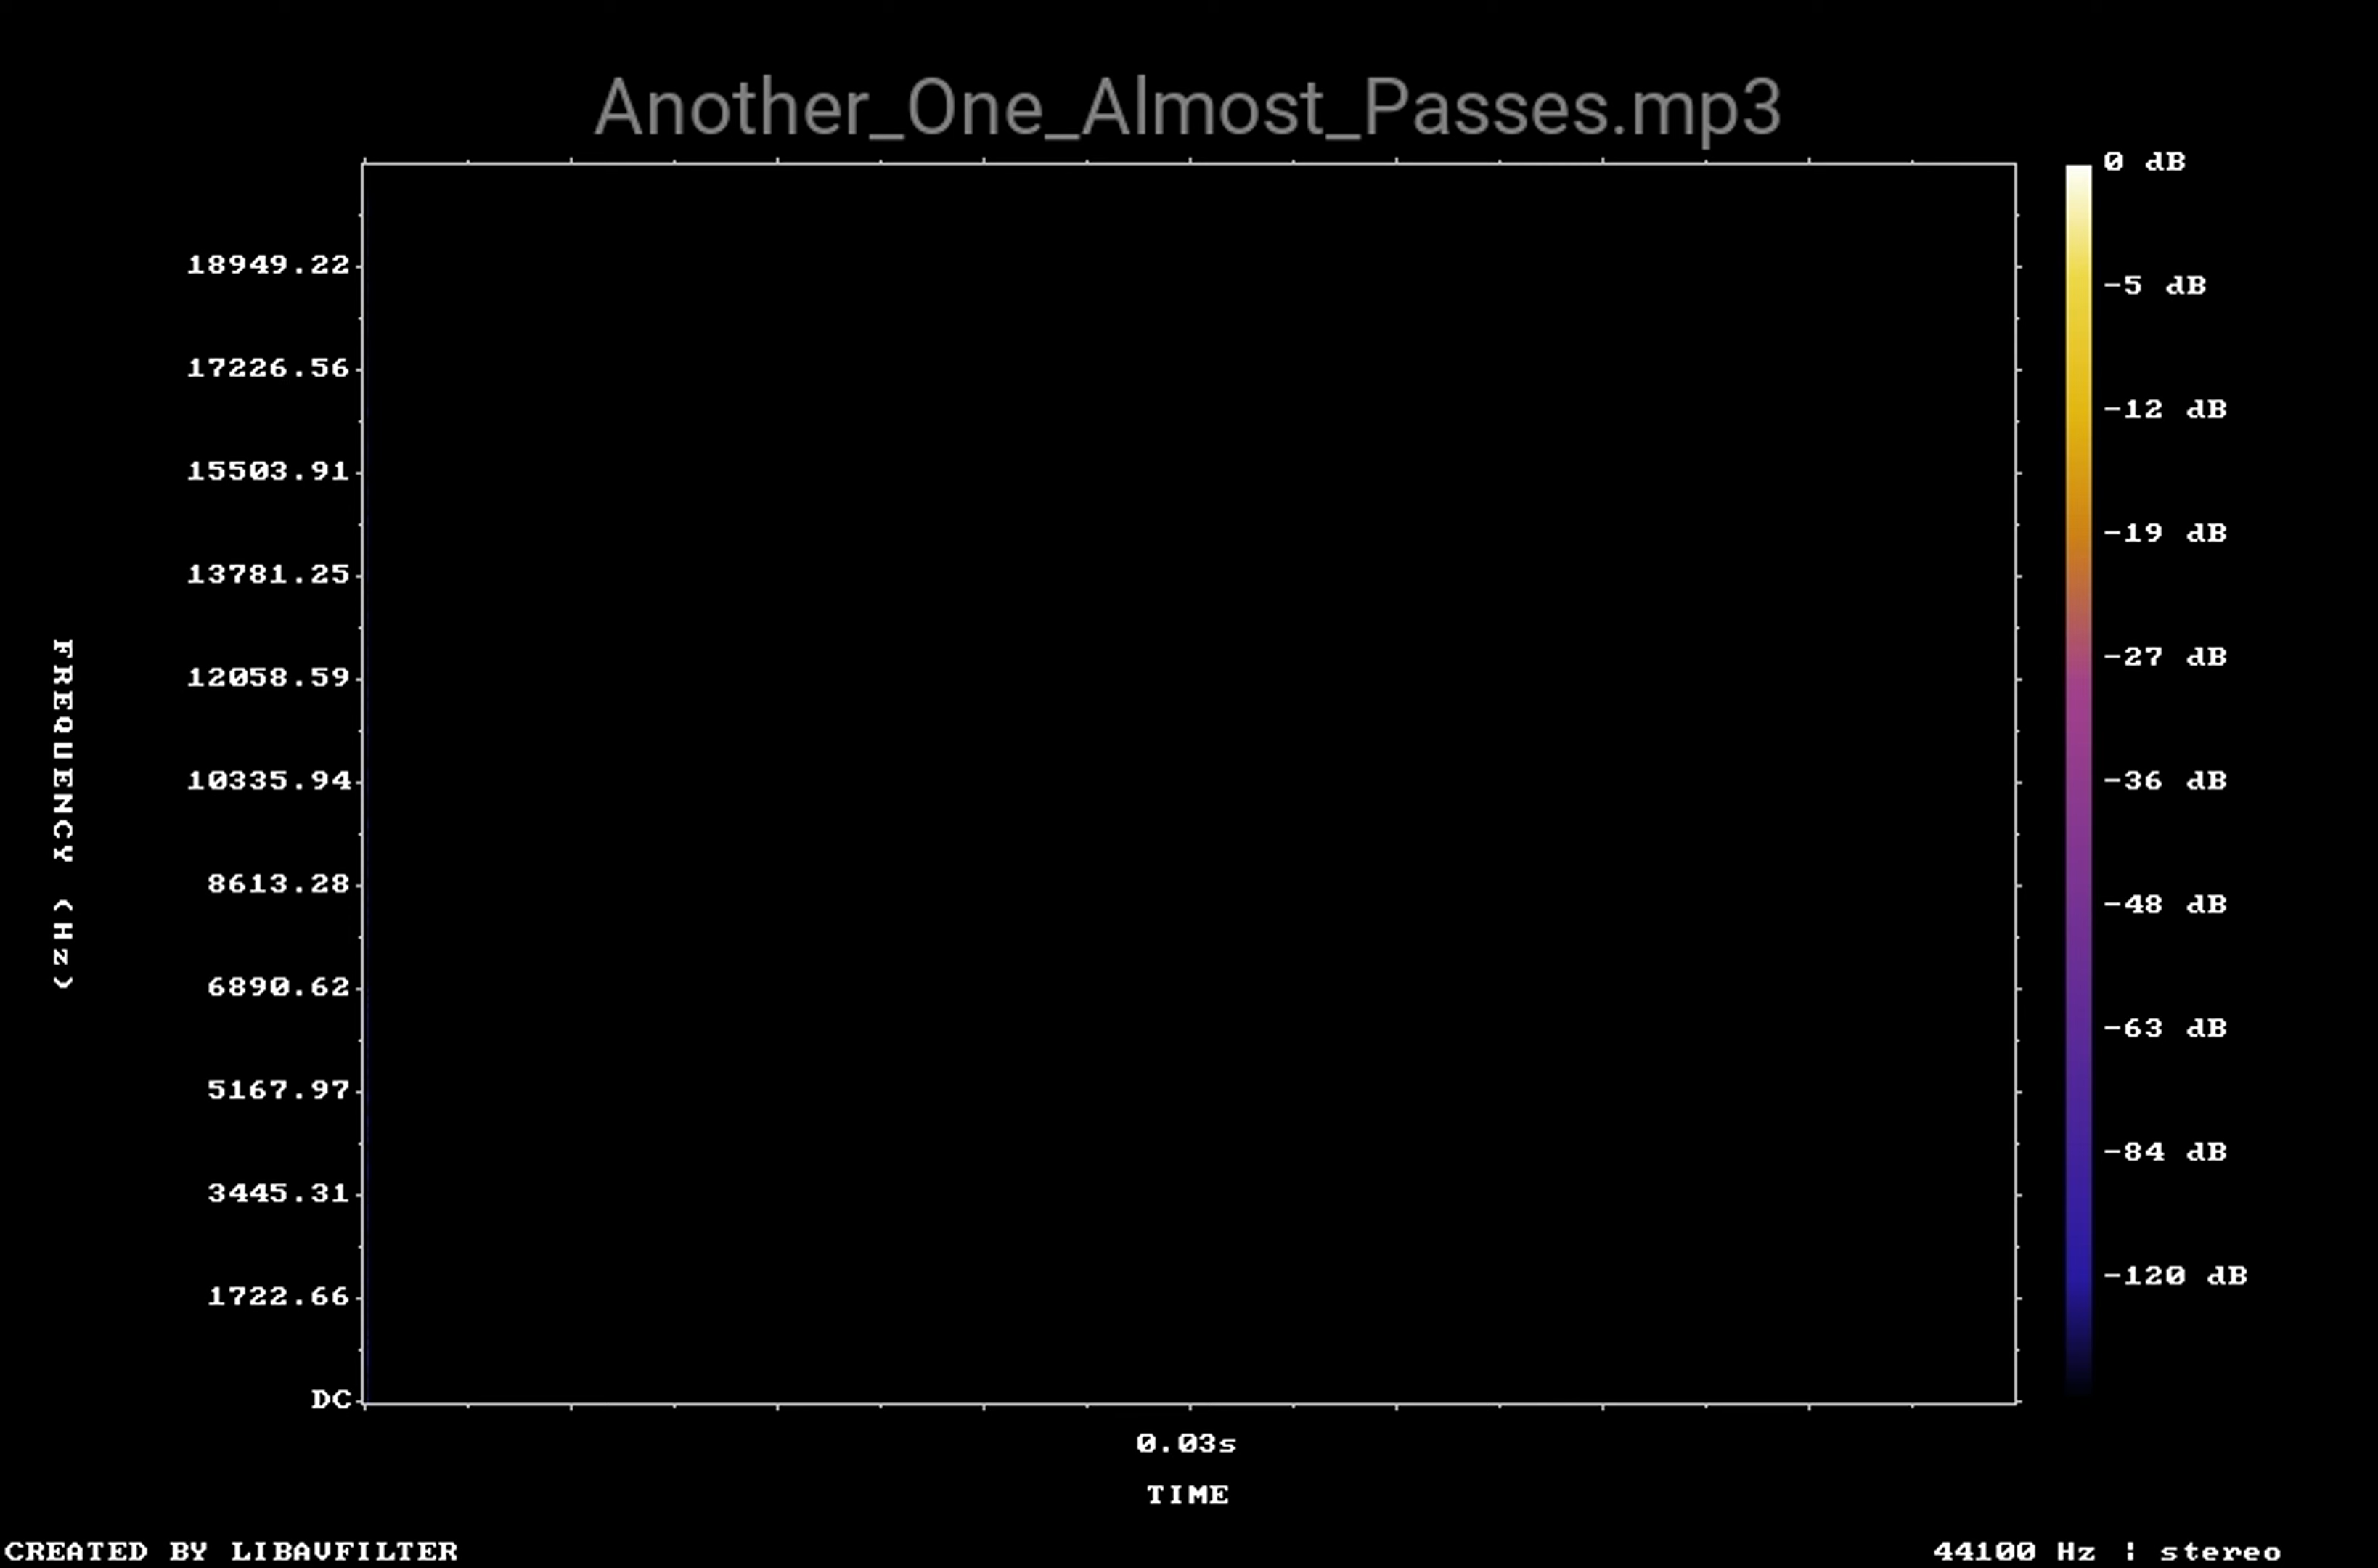 Another_One_Almost_Passes.mp3
0 dB
18949.22
-5 dB
17226.56
-12 dB
15503.91
-19 dB
13781.25
-27 dB
12058.59
10335.94
-36 dB
8613.28
-48 dB
6890.62
-63 dB
5167.97
-84 dB
3445.31
-120 dB
1722.66
DC
FREQUENCY (Hz)
0.03s
TIME
CREATED BY LIBAVFILTER
44100 Hz | stereo